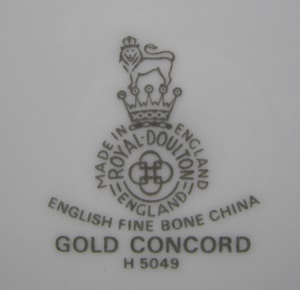 MADE IN ENGLAND
ROYAL·DOULTON
ENGLAND
ENGLISH FINE BONE CHINA
GOLD CONCORD
H 5049